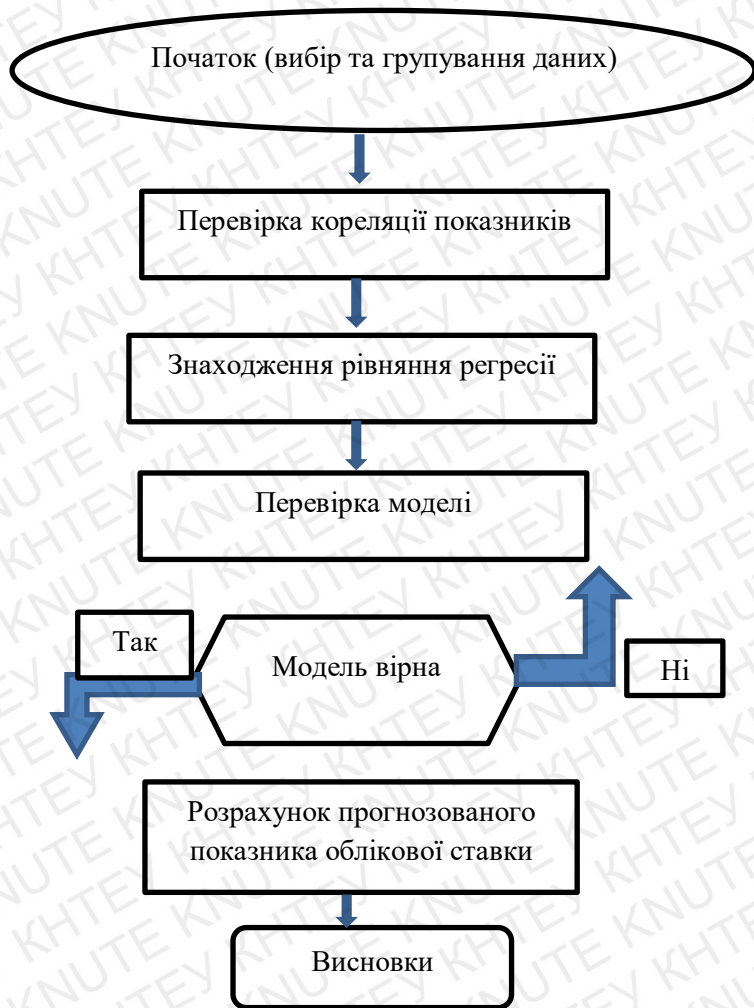 Початок (вибір та групування даних)
Перевірка кореляції показників
Знаходження рівняння регресії
Перевірка моделі
Так
Модель вірна
Ні
Розрахунок прогнозованого
показника облікової ставки
Висновки